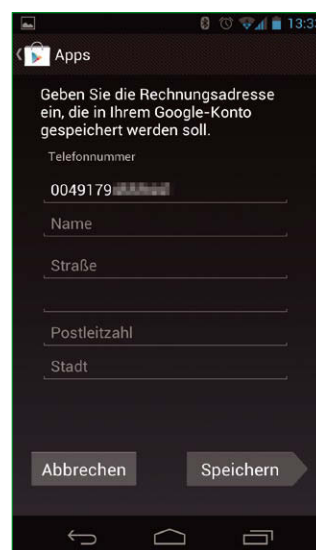 13:33
Apps
Geben Sie die Rechnungsadresse
ein, die in Ihrem Google-Konto
gespeichert werden soll.
Telefonnummer
0049179
Name
Straße
Postleitzahl
Stadt
Abbrechen Speichern